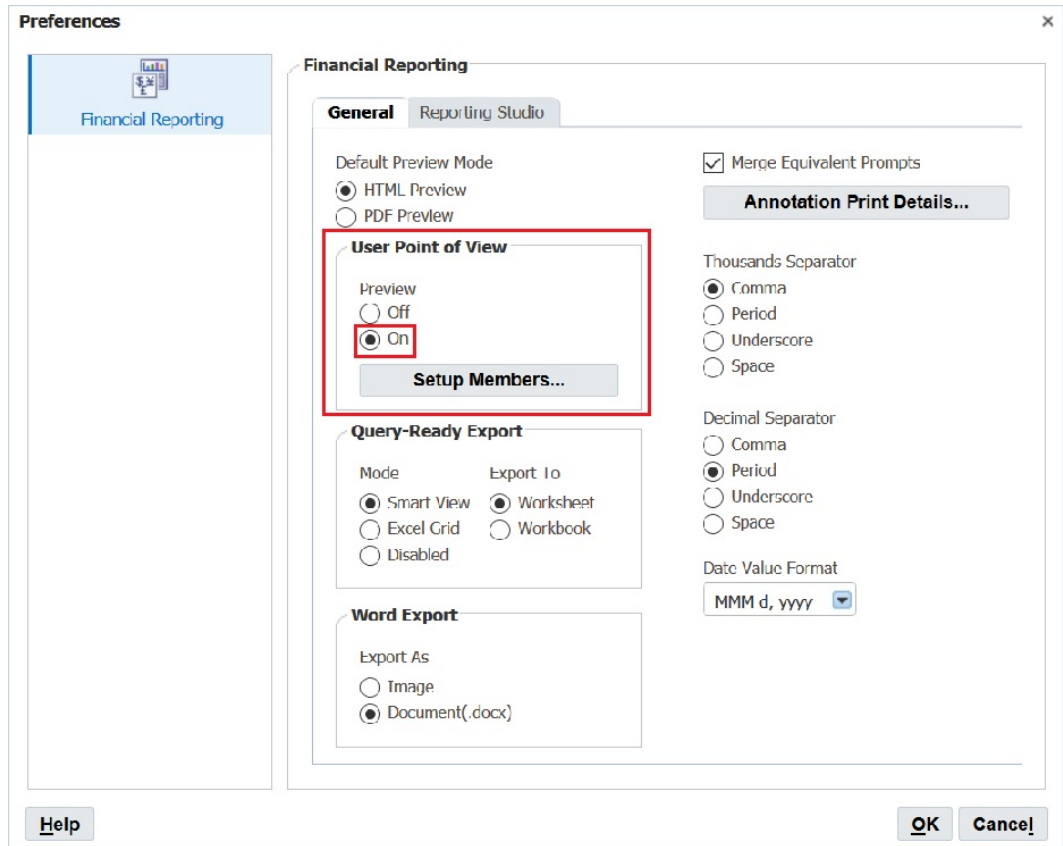 Preferences
Financial Reporting
Financial Reporting
General Reporting Studio
Default Preview Mode
HTML Preview
PDF Preview
User Point of View
Preview
Off
On
Setup Members...
Query-Ready Export
Mode Export To
Smart View Worksheet
Excel Grid Workbook
Disabled
Word Export
Export As
Image
Document(.docx)
Merge Equivalent Prompts
Annotation Print Details...
Thousands Separator
Comma
Period
Underscore
Space
Decimal Separator
Comma
Period
Underscore
Space
Date Value Format
MMM d, yyyy
Help OK Cancel